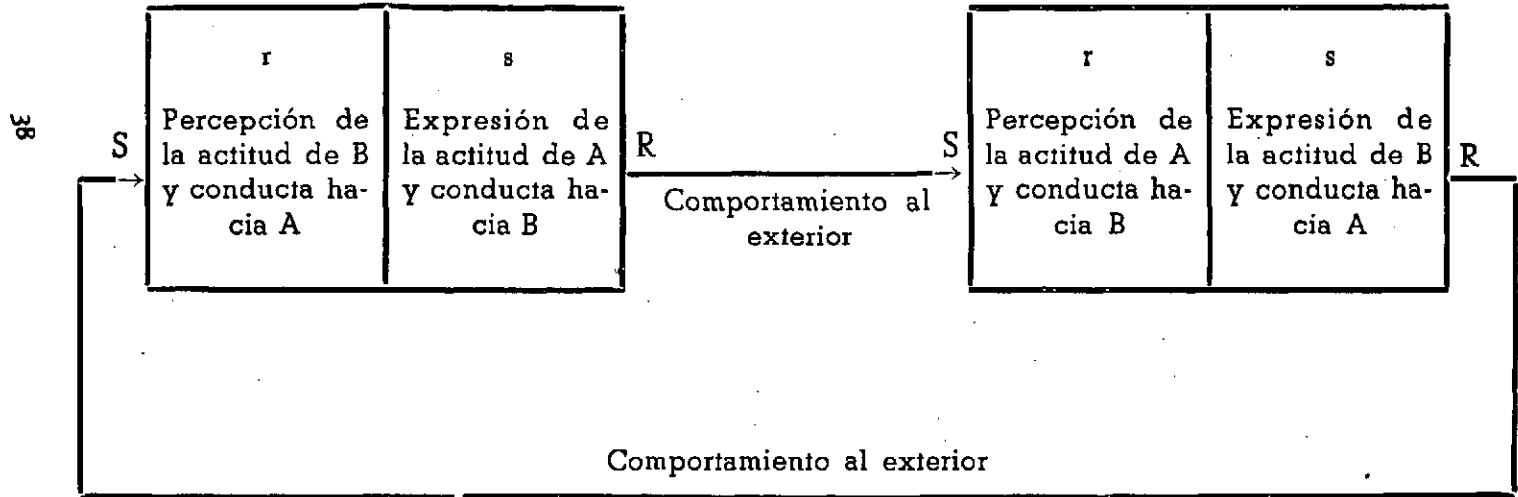 38
S
r
Percepción de
la actitud de B
y conducta ha-
cia A
s
Expresión de
la actitud de A
y conducta ha-
cia B
R
Comportamiento al
exterior
S
r
Percepción de
la actitud de A
y conducta ha-
cia B
s
Expresión de
la actitud de B
y conducta ha-
cia A
R
Comportamiento al exterior